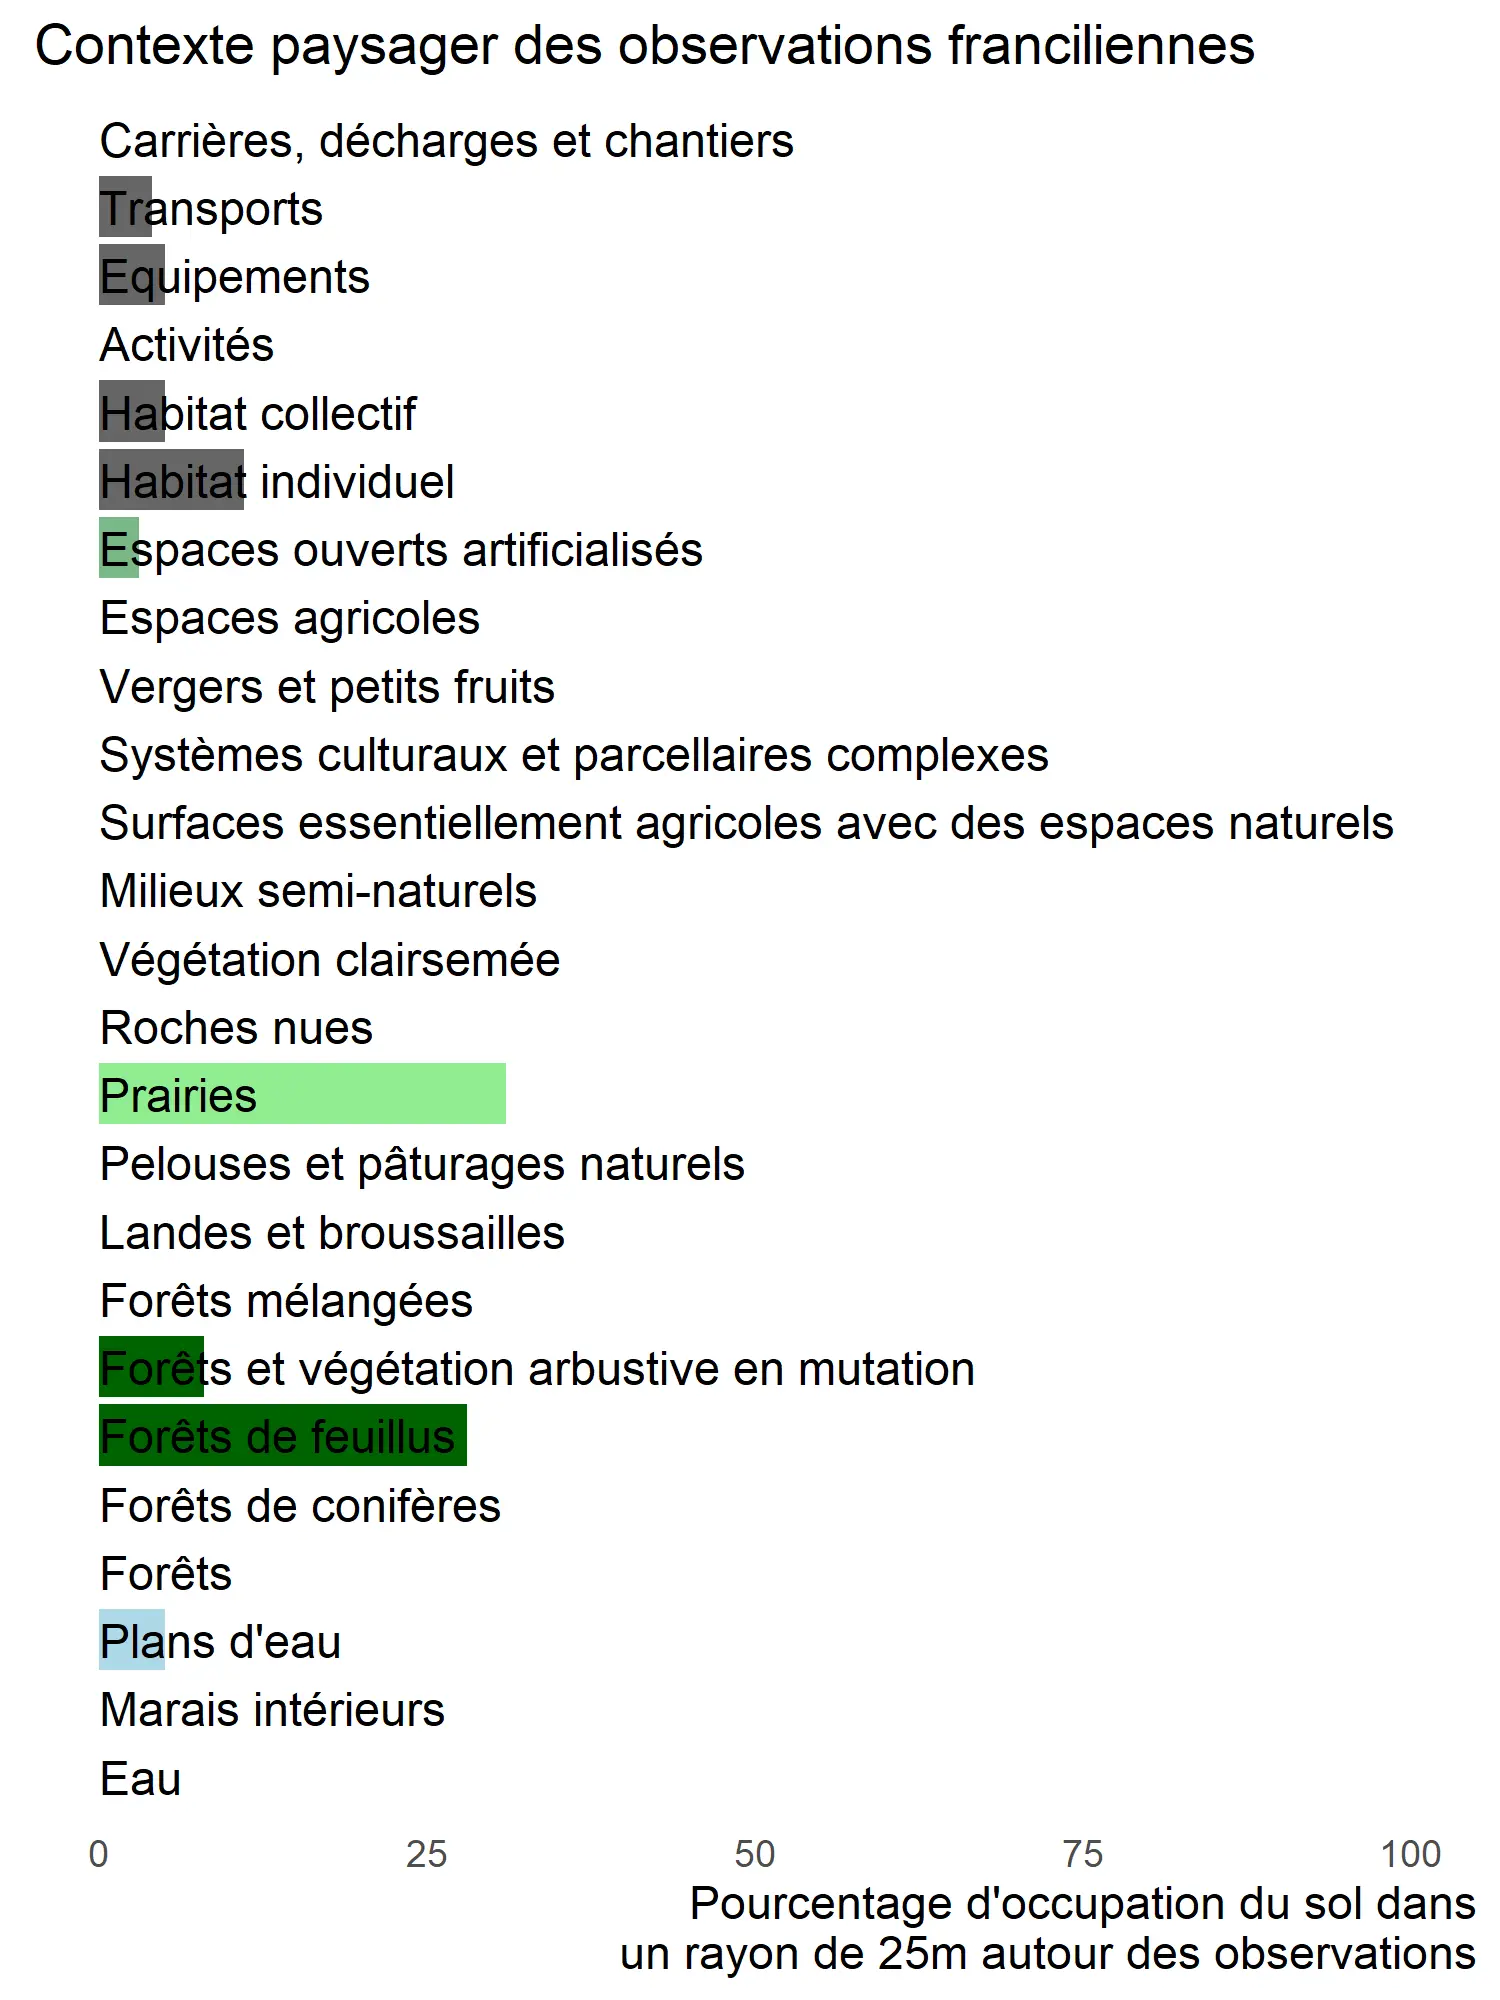 Contexte paysager des observations franciliennes
Carrières, décharges et chantiers
Transports
Equipements
Activités
Habitat collectif
Habitat individuel
Espaces ouverts artificialisés
Espaces agricoles
Vergers et petits fruits
Systèmes culturaux et parcellaires complexes
Surfaces essentiellement agricoles avec des espaces naturels
Milieux semi-naturels
Végétation clairsemée
Roches nues
Prairies
Pelouses et pâturages naturels
Landes et broussailles
Forêts mélangées
Forêts et végétation arbustive en mutation
Forêts de feuillus
Forêts de conifères
Forêts
Plans d'eau
Marais intérieurs
Eau
0 25 50 75 100
Pourcentage d'occupation du sol dans
un rayon de 25m autour des observations